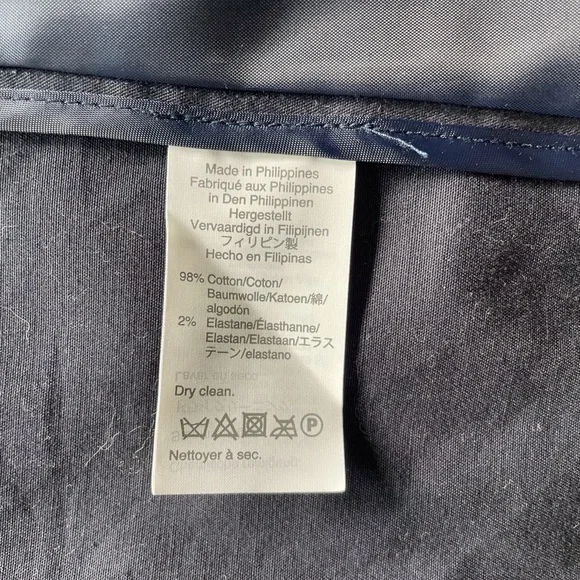 Made in Philippines
Fabriqué aux Philippines
in Den Philippinen
Hergestellt
Vervaardigd in Filipijnen
フィリピン製
Hecho en Filipinas
98% Cotton/Coton/
Baumwolle/Katoen/綿/
algodón
2% Elastane/Élasthanne/
Elastan/Elastaan/エラス
テーン/elastano
Dry clean.
P
Nettoyer à sec.